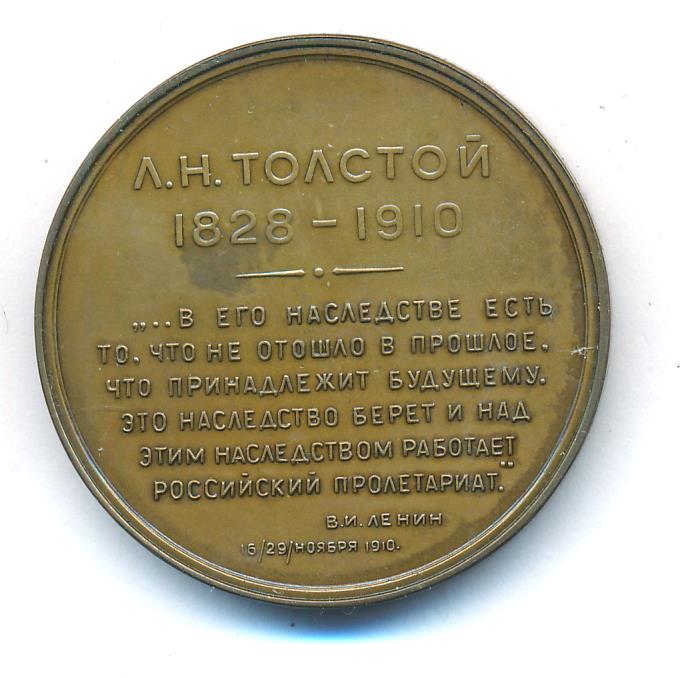 Л.Н. ТОЛСТОЙ
1828 – 1910
„.. В ЕГО НАСЛЕДСТВЕ ЕСТЬ
ТО, ЧТО НЕ ОТОШЛО В ПРОШЛОЕ,
ЧТО ПРИНАДЛЕЖИТ БУДУЩЕМУ.
ЭТО НАСЛЕДСТВО БЕРЕТ И НАД
ЭТИМ НАСЛЕДСТВОМ РАБОТАЕТ
РОССИЙСКИЙ ПРОЛЕТАРИАТ."
В.И. ЛЕНИН
16/29/НОЯБРЯ 1910.